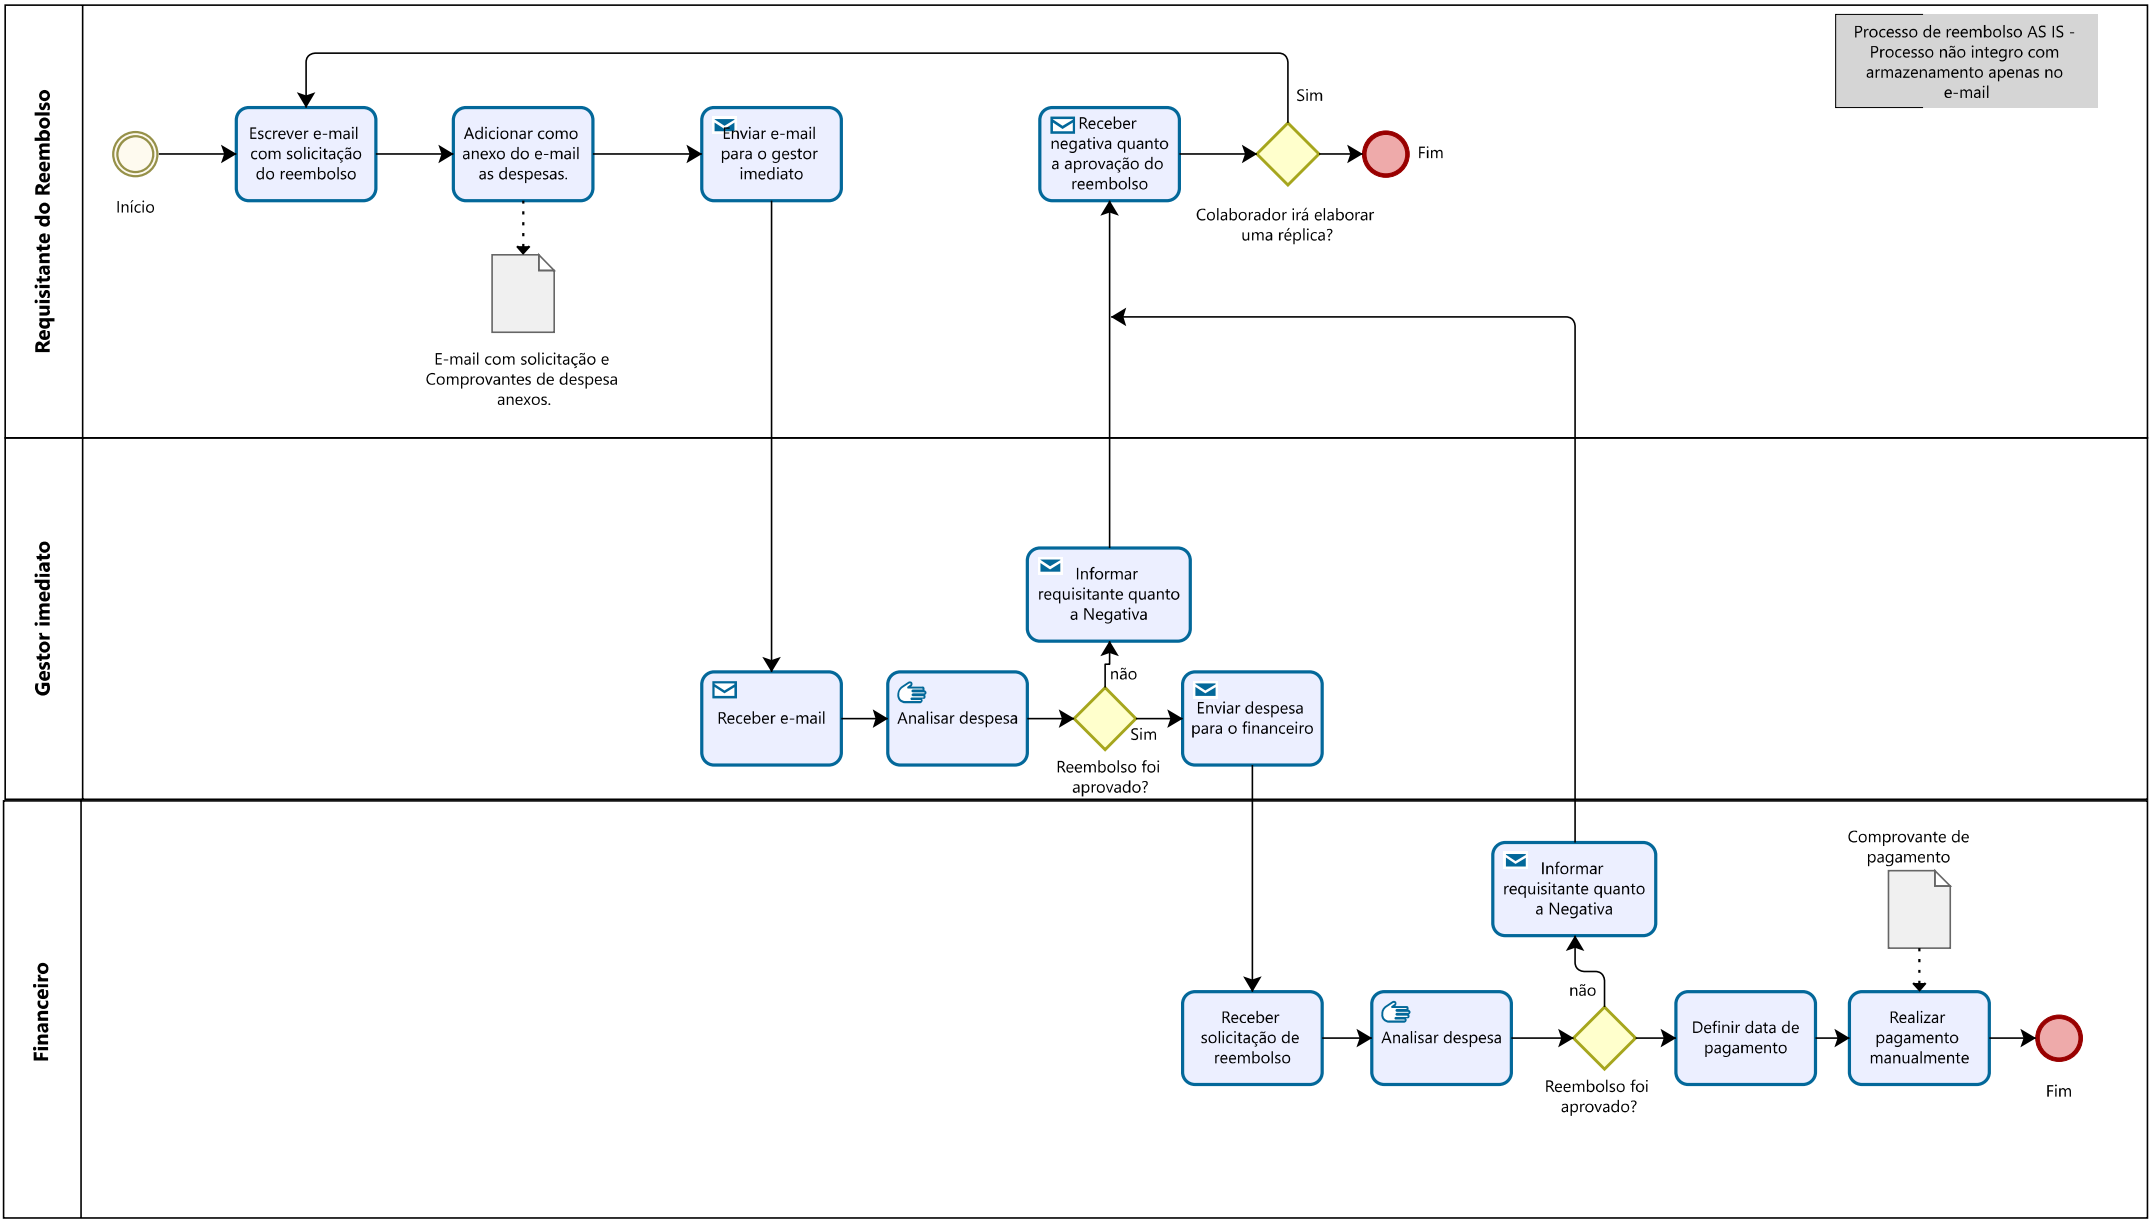 Processo de reembolso AS IS -
Processo não integro com
armazenamento apenas no
e-mail
Requisitante do Reembolso
Início
Escrever e-mail
com solicitação
do reembolso
Adicionar como
anexo do e-mail
as despesas.
Enviar e-mail
para o gestor
imediato
E-mail com solicitação e
Comprovantes de despesa
anexos.
Receber
negativa quanto
a aprovação do
reembolso
Sim
Colaborador irá elaborar
uma réplica?
Fim
Gestor imediato
Receber e-mail
Analisar despesa
Reembolso foi
aprovado?
não
Informar
requisitante quanto
a Negativa
Sim
Enviar despesa
para o financeiro
Financeiro
Receber
solicitação de
reembolso
Analisar despesa
Reembolso foi
aprovado?
não
Informar
requisitante quanto
a Negativa
Definir data de
pagamento
Comprovante de
pagamento
Realizar
pagamento
manualmente
Fim